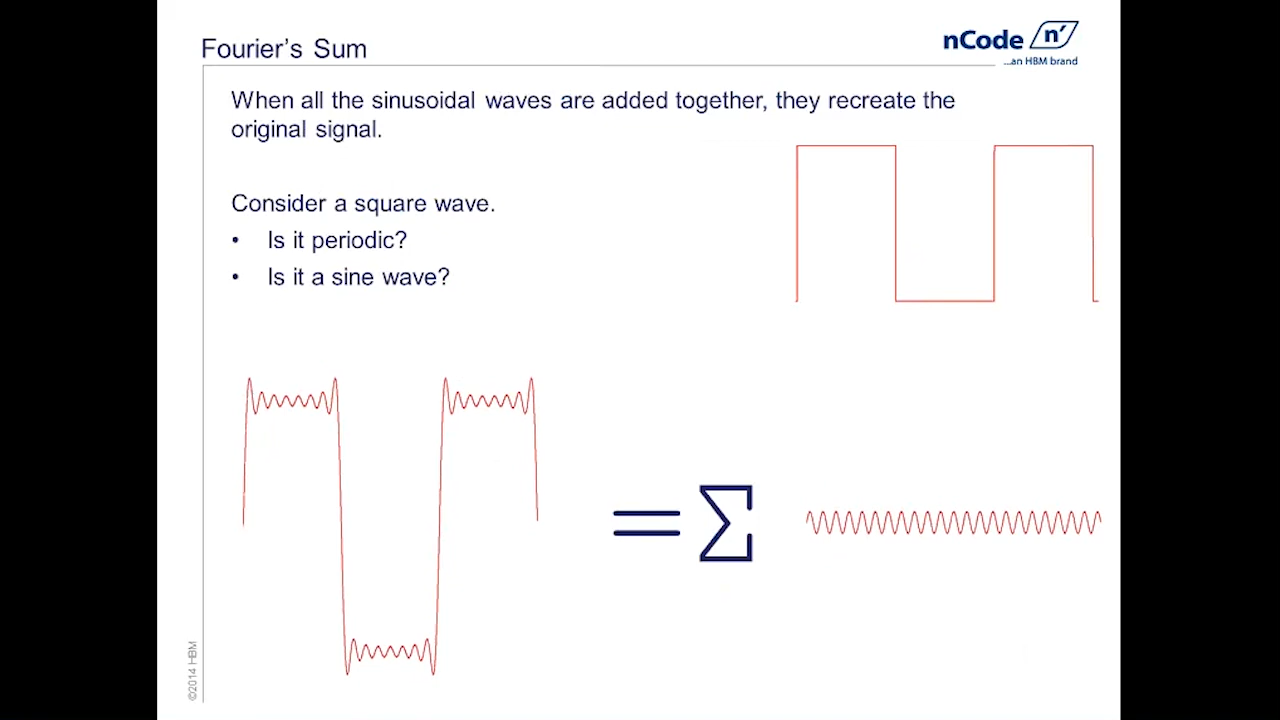 Fourier's Sum
nCode n'
...an HBM brand
When all the sinusoidal waves are added together, they recreate the
original signal.
Consider a square wave.
• Is it periodic?
• Is it a sine wave?
= Σ
©2014 HBM